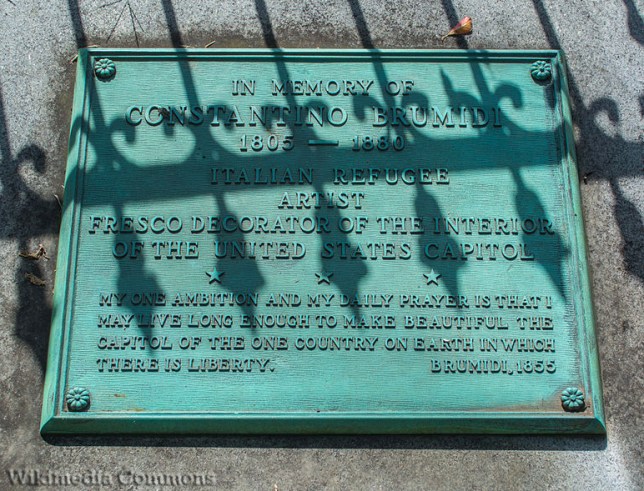 IN MEMORY OF
CONSTANTINO BRUMIDI
1805 — 1880
ITALIAN REFUGEE
ARTIST
FRESCO DECORATOR OF THE INTERIOR
OF THE UNITED STATES CAPITOL
MY ONE AMBITION AND MY DAILY PRAYER IS THAT I
MAY LIVE LONG ENOUGH TO MAKE BEAUTIFUL THE
CAPITOL OF THE ONE COUNTRY ON EARTH IN WHICH
THERE IS LIBERTY. BRUMIDI, 1855
Wikimedia Commons